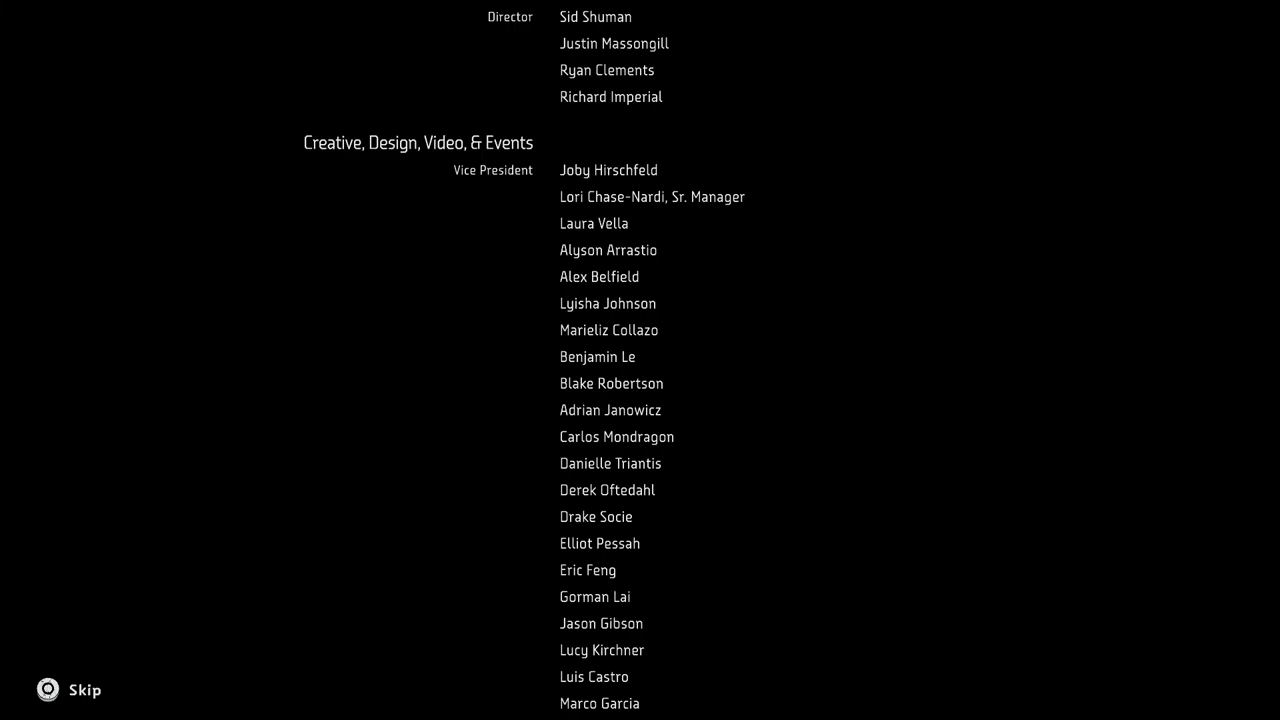 Director Sid Shuman
Justin Massongill
Ryan Clements
Richard Imperial
Creative, Design, Video, & Events
Vice President Joby Hirschfeld
Lori Chase-Nardi, Sr. Manager
Laura Vella
Alyson Arrastio
Alex Belfield
Lyisha Johnson
Marieliz Collazo
Benjamin Le
Blake Robertson
Adrian Janowicz
Carlos Mondragon
Danielle Triantis
Derek Oftedahl
Drake Socie
Elliot Pessah
Eric Feng
Gorman Lai
Jason Gibson
Lucy Kirchner
Luis Castro
Marco Garcia
Skip